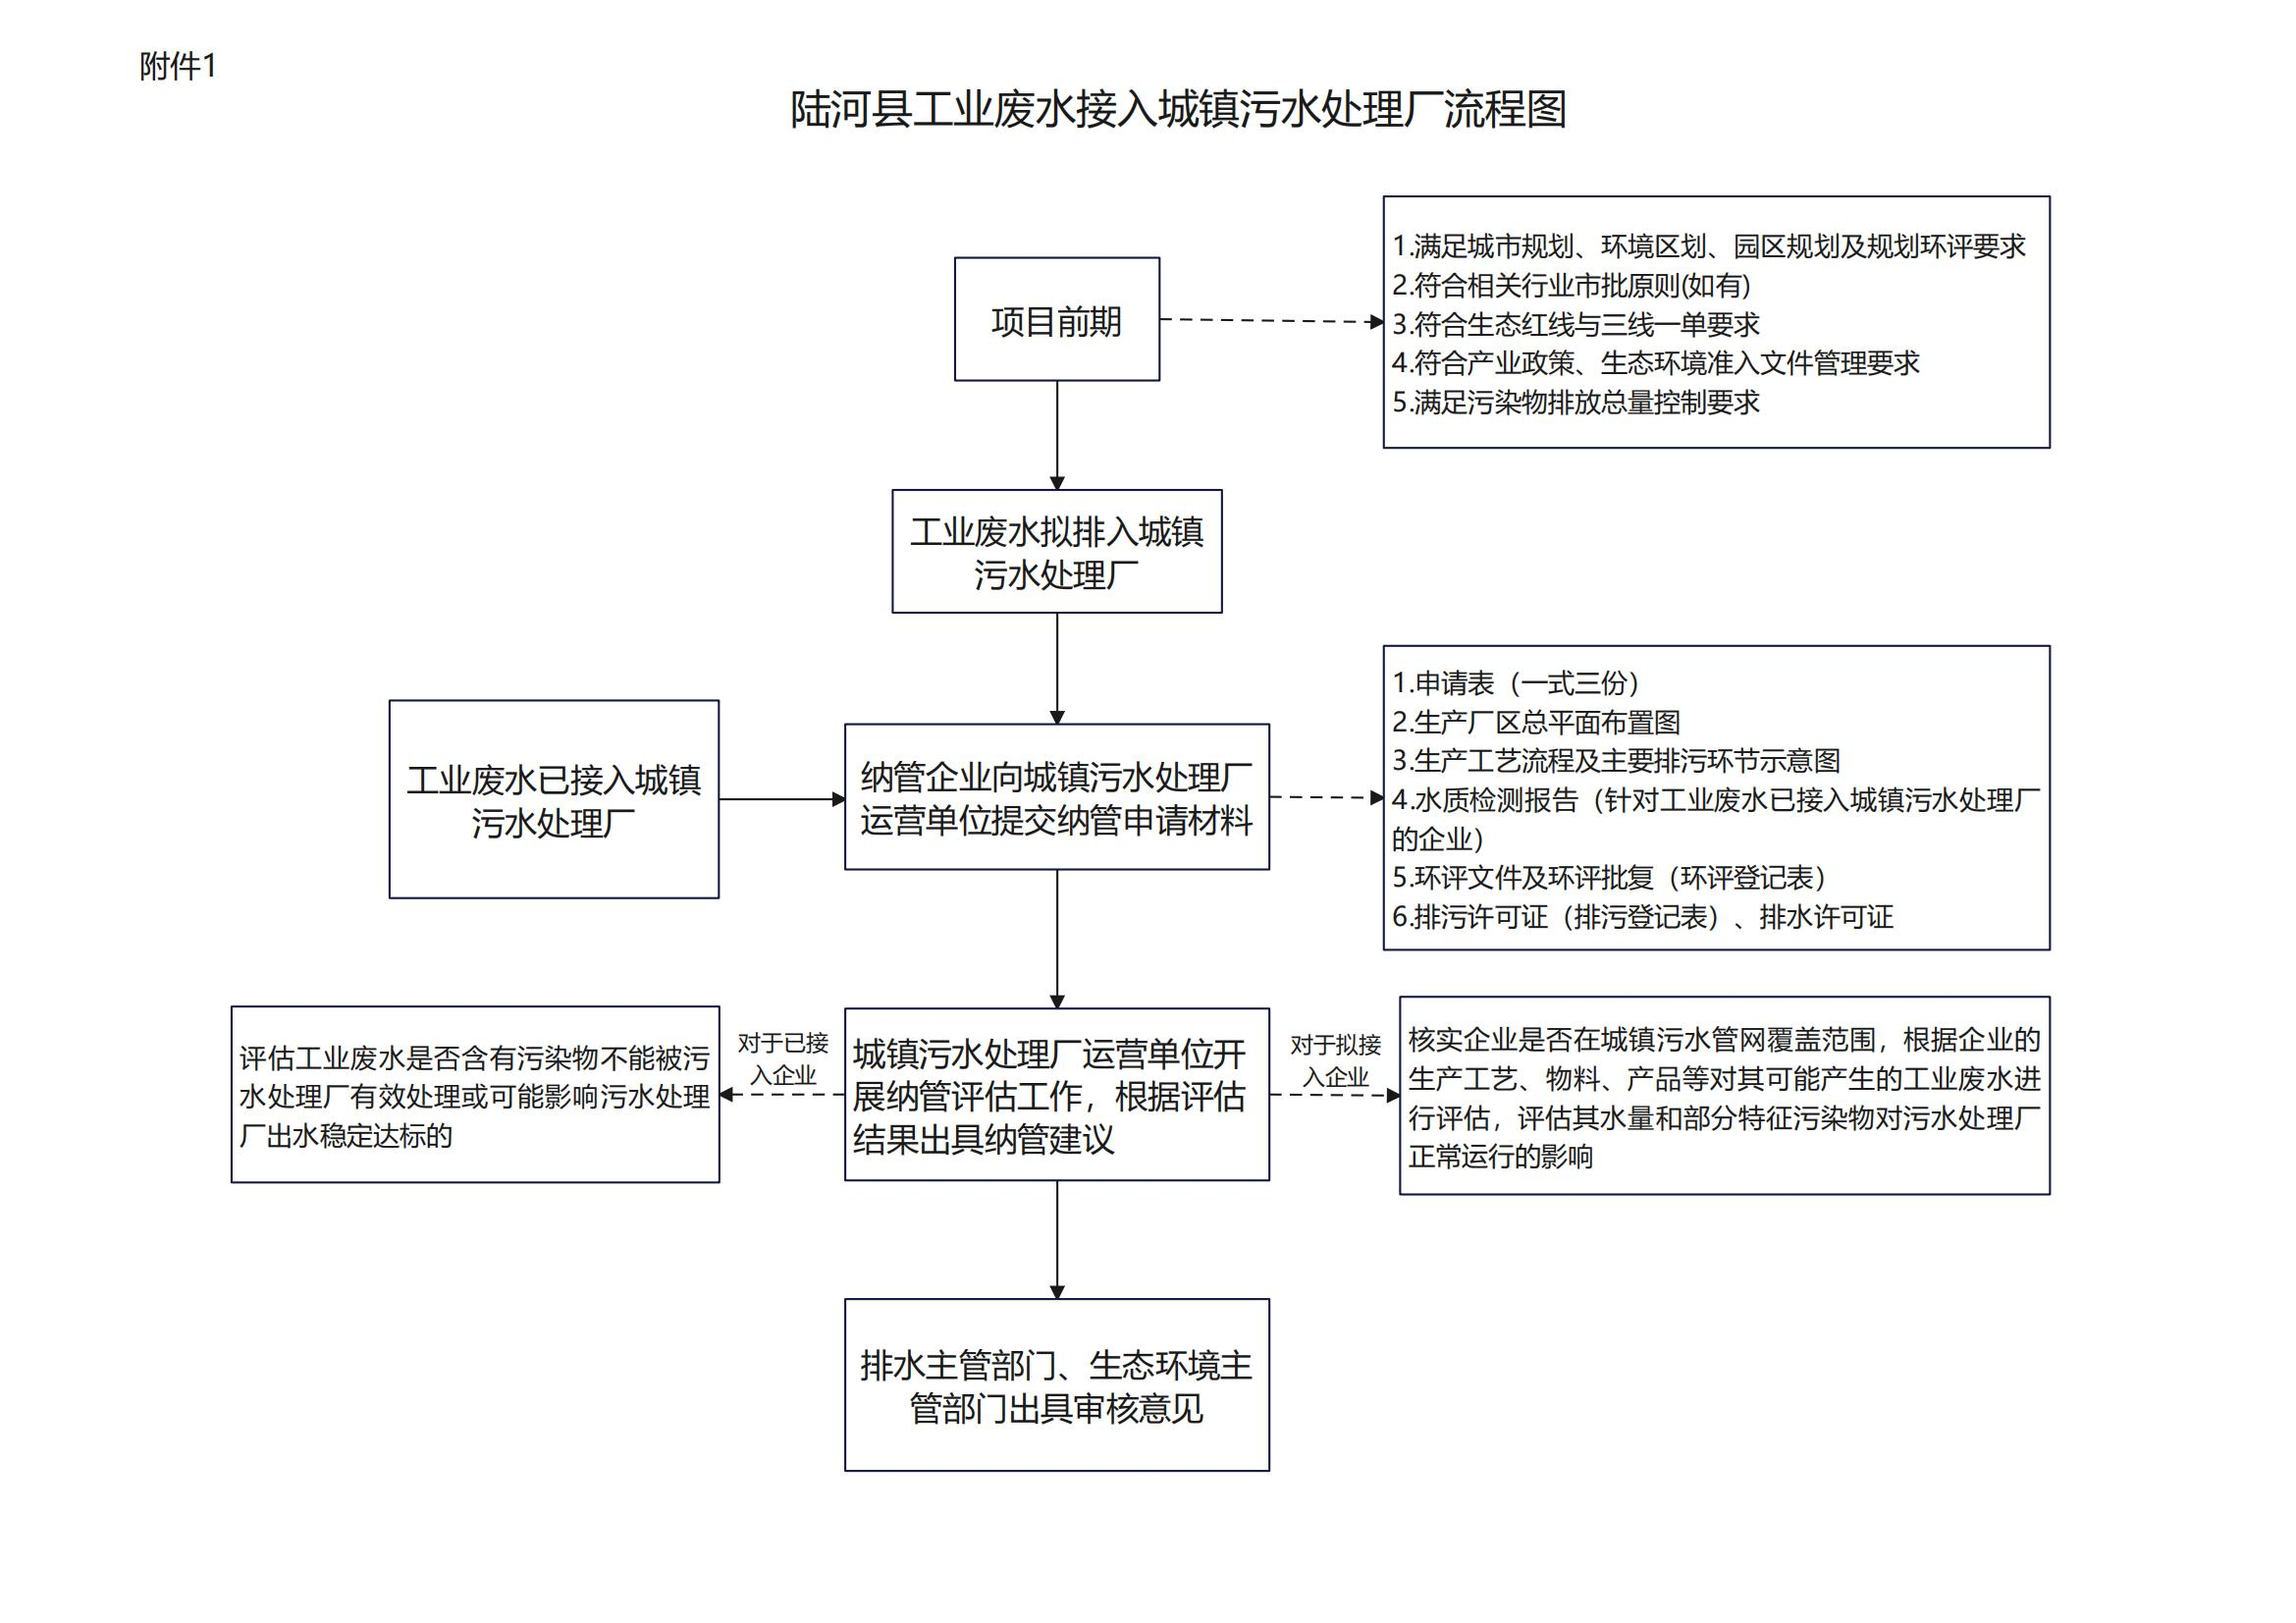 附件1
陆河县工业废水接入城镇污水处理厂流程图
项目前期
1.满足城市规划、环境区划、园区规划及规划环评要求
2.符合相关行业市批原则(如有)
3.符合生态红线与三线一单要求
4.符合产业政策、生态环境准入文件管理要求
5.满足污染物排放总量控制要求
工业废水拟排入城镇
污水处理厂
工业废水已接入城镇
污水处理厂
纳管企业向城镇污水处理厂
运营单位提交纳管申请材料
1.申请表（一式三份）
2.生产厂区总平面布置图
3.生产工艺流程及主要排污环节示意图
4.水质检测报告（针对工业废水已接入城镇污水处理厂
的企业）
5.环评文件及环评批复（环评登记表）
6.排污许可证（排污登记表）、排水许可证
评估工业废水是否含有污染物不能被污
水处理厂有效处理或可能影响污水处理
厂出水稳定达标的
对于已接
入企业
城镇污水处理厂运营单位开
展纳管评估工作，根据评估
结果出具纳管建议
对于拟接
入企业
核实企业是否在城镇污水管网覆盖范围，根据企业的
生产工艺、物料、产品等对其可能产生的工业废水进
行评估，评估其水量和部分特征污染物对污水处理厂
正常运行的影响
排水主管部门、生态环境主
管部门出具审核意见